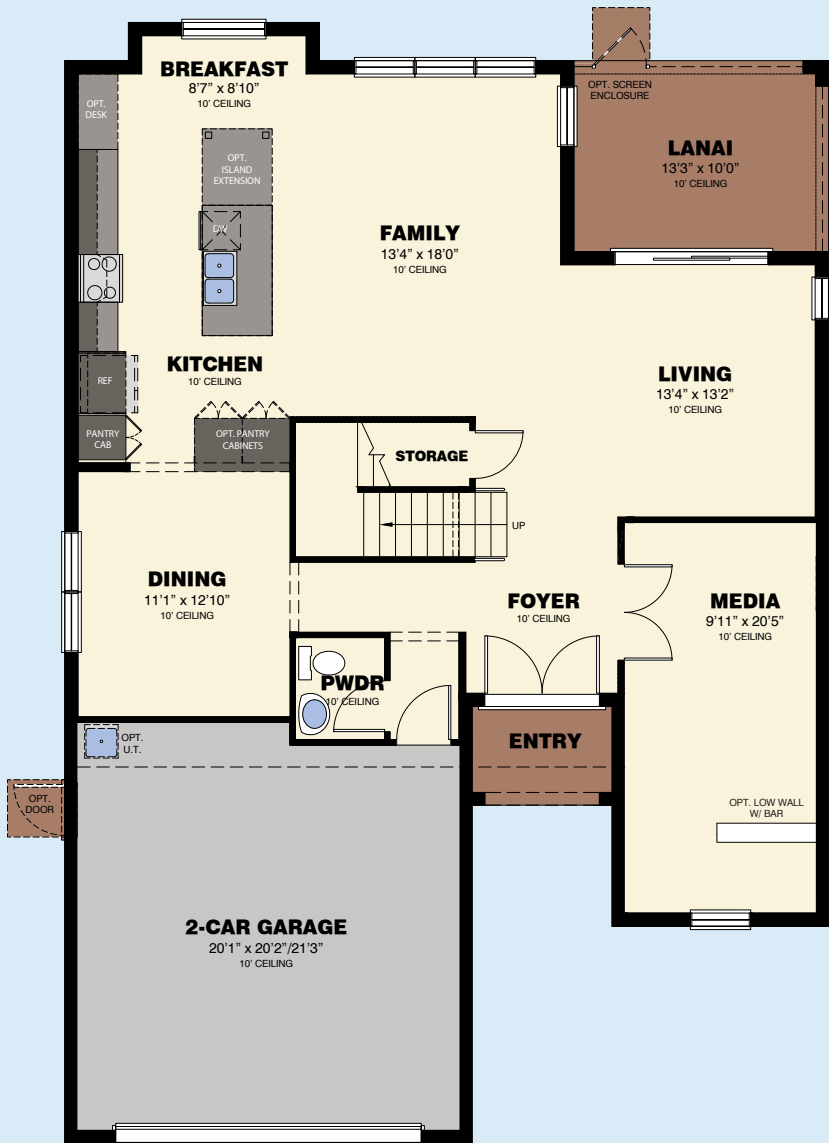 BREAKFAST
8’7” x 8’10”
10’ CEILING
OPT.
DESK
OPT.
ISLAND
EXTENSION
DW
OPT. SCREEN
ENCLOSURE
LANAI
13’3” x 10’0”
10’ CEILING
FAMILY
13’4” x 18’0”
10’ CEILING
KITCHEN
10’ CEILING
REF
PANTRY
CAB
OPT. PANTRY
CABINETS
LIVING
13’4” x 13’2”
10’ CEILING
STORAGE
UP
DINING
11’1” x 12’10”
10’ CEILING
FOYER
10’ CEILING
MEDIA
9’11” x 20’5”
10’ CEILING
PWDR
10’ CEILING
OPT.
U.T.
ENTRY
OPT.
DOOR
OPT. LOW WALL
W/ BAR
2-CAR GARAGE
20’1” x 20’2”/21’3”
10’ CEILING